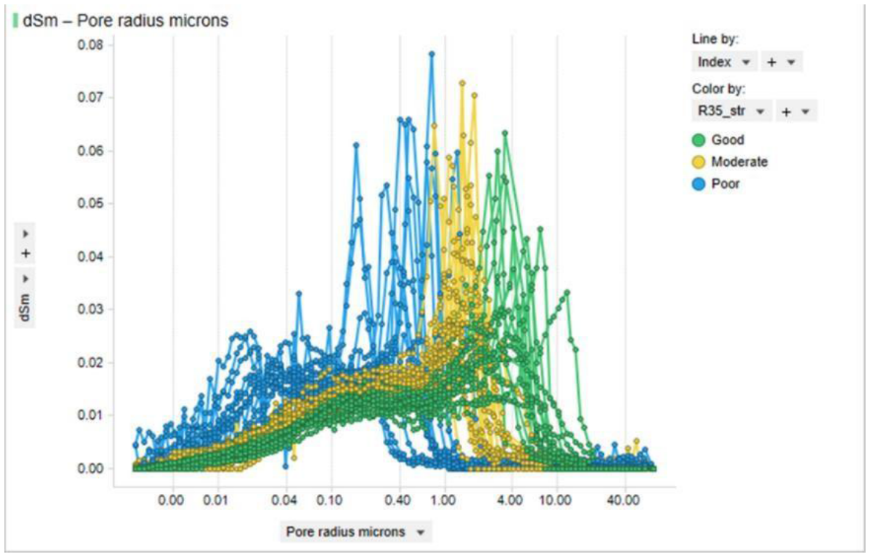 dSm – Pore radius microns
Line by:
Index +
Color by:
R35_str +
Good
Moderate
Poor
0.08
0.07
0.06
0.05
0.04
0.03
0.02
0.01
0.00
+
dSm
0.00 0.01 0.04 0.10 0.40 1.00 4.00 10.00 40.00
Pore radius microns